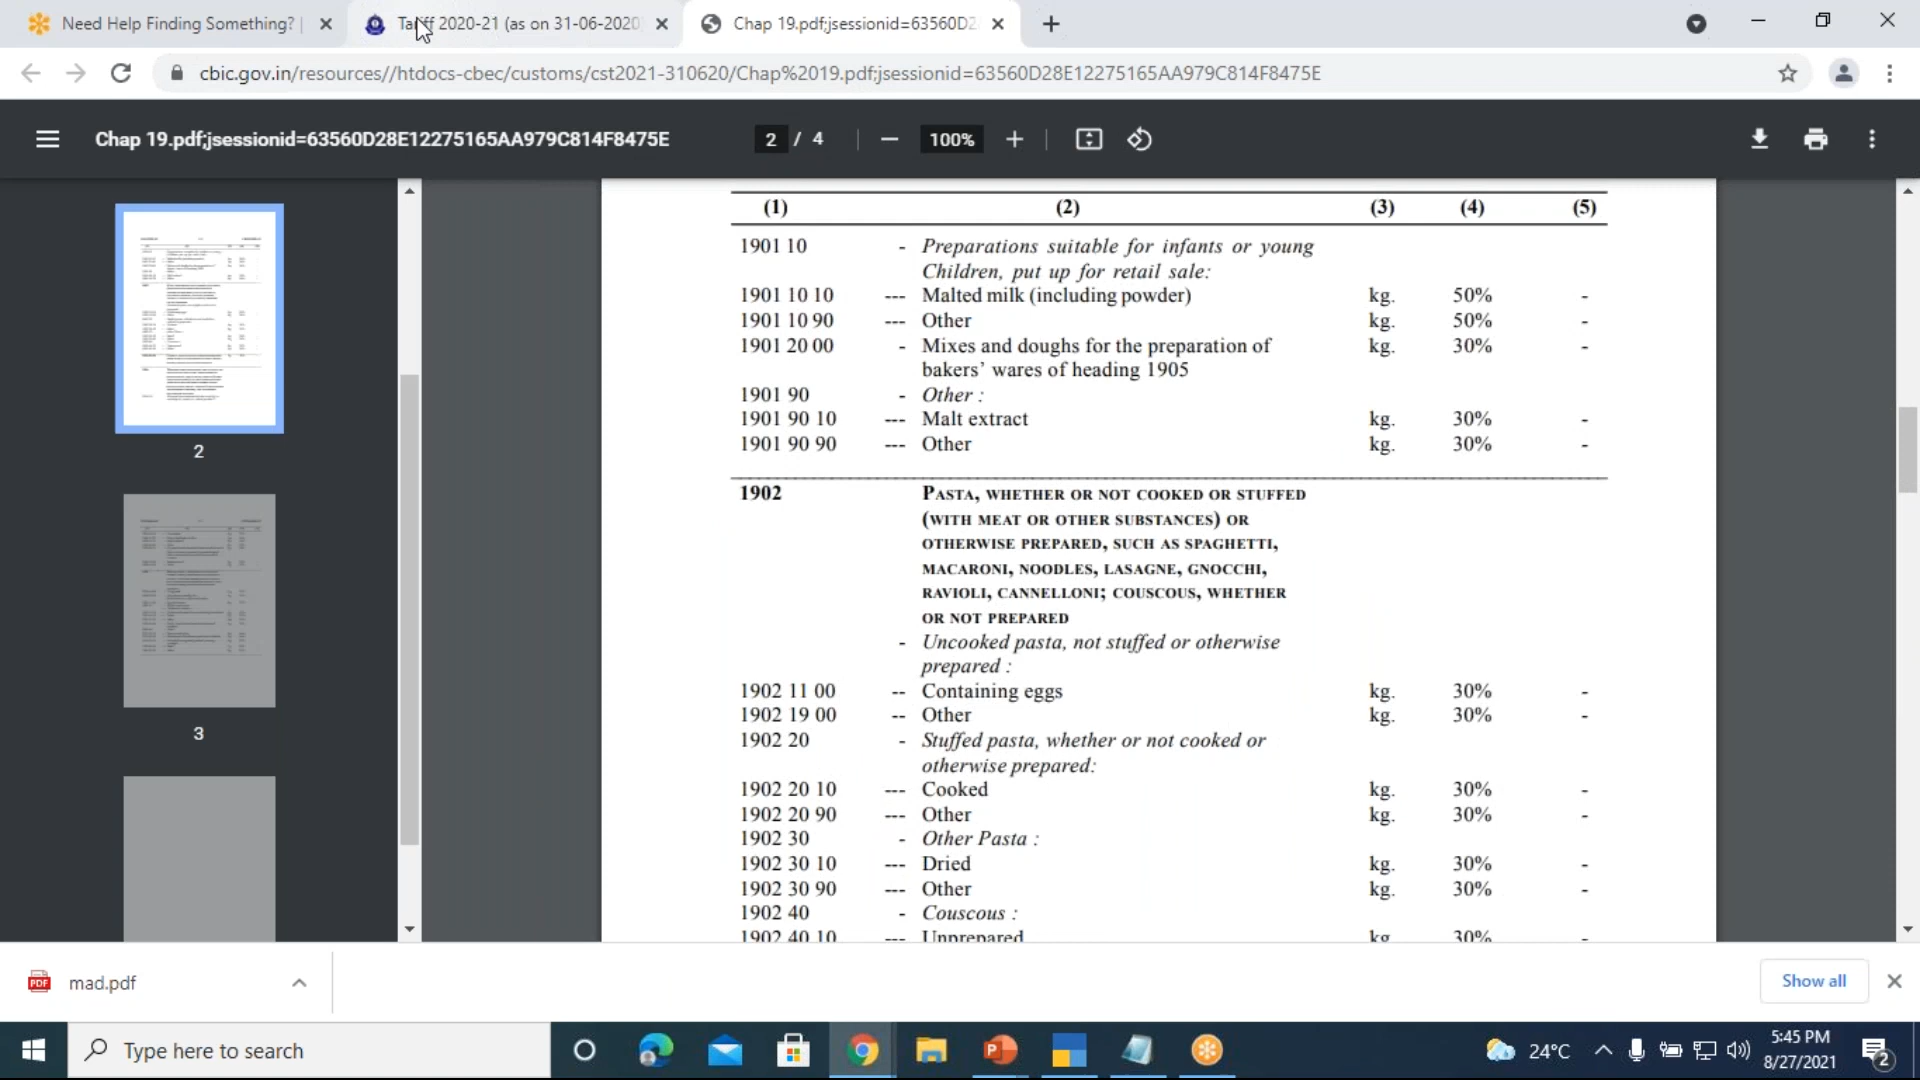 Need Help Finding Something? |
Tariff 2020-21 (as on 31-06-2020
Chap 19.pdf;jsessionid=63560D2
cbic.gov.in/resources//htdocs-cbec/customs/cst2021-310620/Chap%2019.pdf;jsessionid=63560D28E12275165AA979C814F8475E
Chap 19.pdf;jsessionid=63560D28E12275165AA979C814F8475E 2 / 4 100%
(1) (2) (3) (4) (5)
1901 10 - Preparations suitable for infants or young
Children, put up for retail sale:
1901 10 10 --- Malted milk (including powder) kg. 50% -
1901 10 90 --- Other kg. 50% -
1901 20 00 - Mixes and doughs for the preparation of kg. 30% -
bakers’ wares of heading 1905
1901 90 - Other :
1901 90 10 --- Malt extract kg. 30% -
1901 90 90 --- Other kg. 30% -
1902 PASTA, WHETHER OR NOT COOKED OR STUFFED
(WITH MEAT OR OTHER SUBSTANCES) OR
OTHERWISE PREPARED, SUCH AS SPAGHETTI,
MACARONI, NOODLES, LASAGNE, GNOCCHI,
RAVIOLI, CANNELLONI; COUSCOUS, WHETHER
OR NOT PREPARED
- Uncooked pasta, not stuffed or otherwise
prepared :
1902 11 00 -- Containing eggs kg. 30% -
1902 19 00 -- Other kg. 30% -
1902 20 - Stuffed pasta, whether or not cooked or
otherwise prepared:
1902 20 10 --- Cooked kg. 30% -
1902 20 90 --- Other kg. 30% -
1902 30 - Other Pasta :
1902 30 10 --- Dried kg. 30% -
1902 30 90 --- Other kg. 30% -
1902 40 - Couscous :
1902 40 10 --- Unprepared kg. 30% -
2
3
PDF mad.pdf
Show all
Type here to search
24°C
5:45 PM
8/27/2021
2